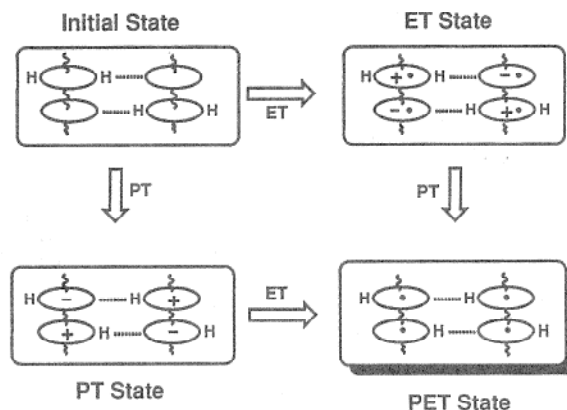 Initial State
H H
H H
ET
ET State
H +• H −•
−• H +• H
PT
PT
H − H +
+ H − H
PT State
ET
H • H •
• H • H
PET State